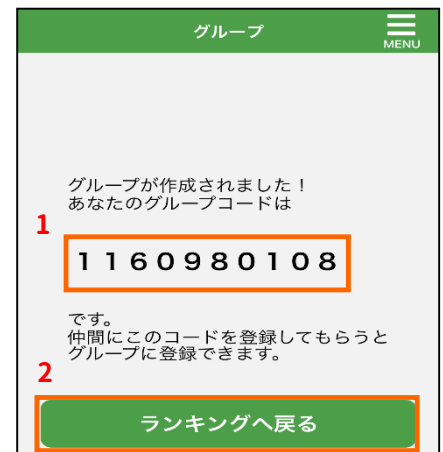 グループ
MENU
グループが作成されました！
あなたのグループコードは
1
1160980108
です。
仲間にこのコードを登録してもらうと
グループに登録できます。
2
ランキングへ戻る